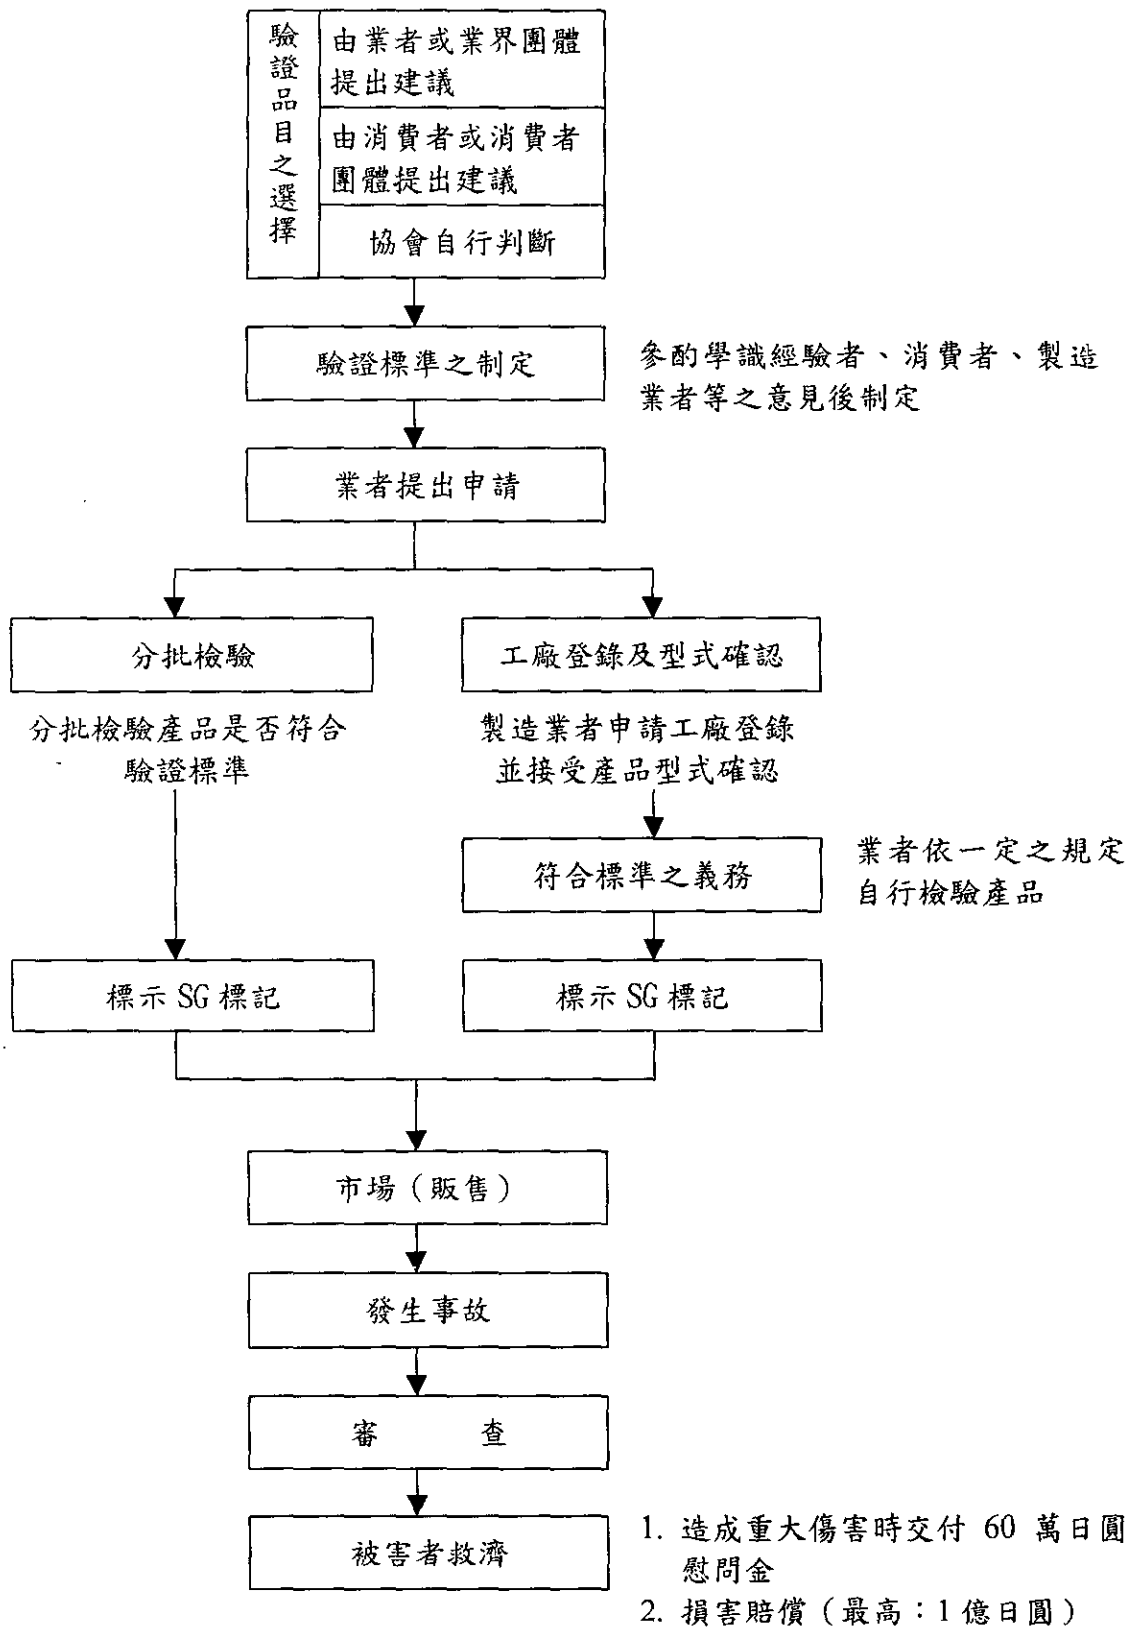 驗證品目之選擇
由業者或業界團體
提出建議
由消費者或消費者
團體提出建議
協會自行判斷
驗證標準之制定
參酌學識經驗者、消費者、製造
業者等之意見後制定
業者提出申請
分批檢驗
工廠登錄及型式確認
分批檢驗產品是否符合
驗證標準
製造業者申請工廠登錄
並接受產品型式確認
符合標準之義務
業者依一定之規定
自行檢驗產品
標示 SG 標記
標示 SG 標記
市場（販售）
發生事故
審 查
被害者救濟
1. 造成重大傷害時交付 60 萬日圓
慰問金
2. 損害賠償（最高：1 億日圓）